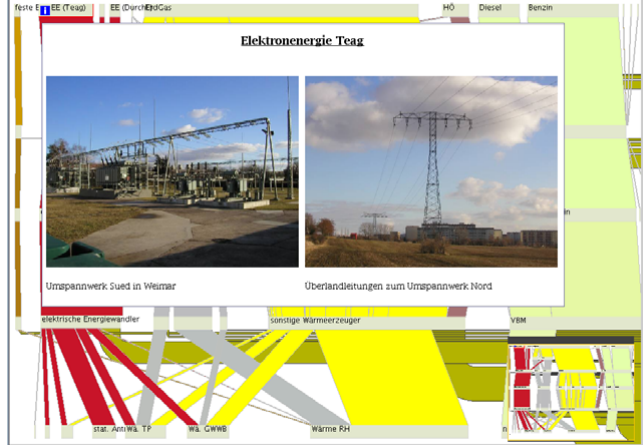 feste E
i
EE (Teag)
EE (Durch
ErdGas
HÖ
Diesel
Benzin
Elektronenergie Teag
Umspannwerk Sued in Weimar
Überlandleitungen zum Umspannwerk Nord
elektrische Energiewandler
sonstige Wärmeerzeuger
VBM
stat. Antr
Wä. TP
Wä. GWWB
Wärme RH